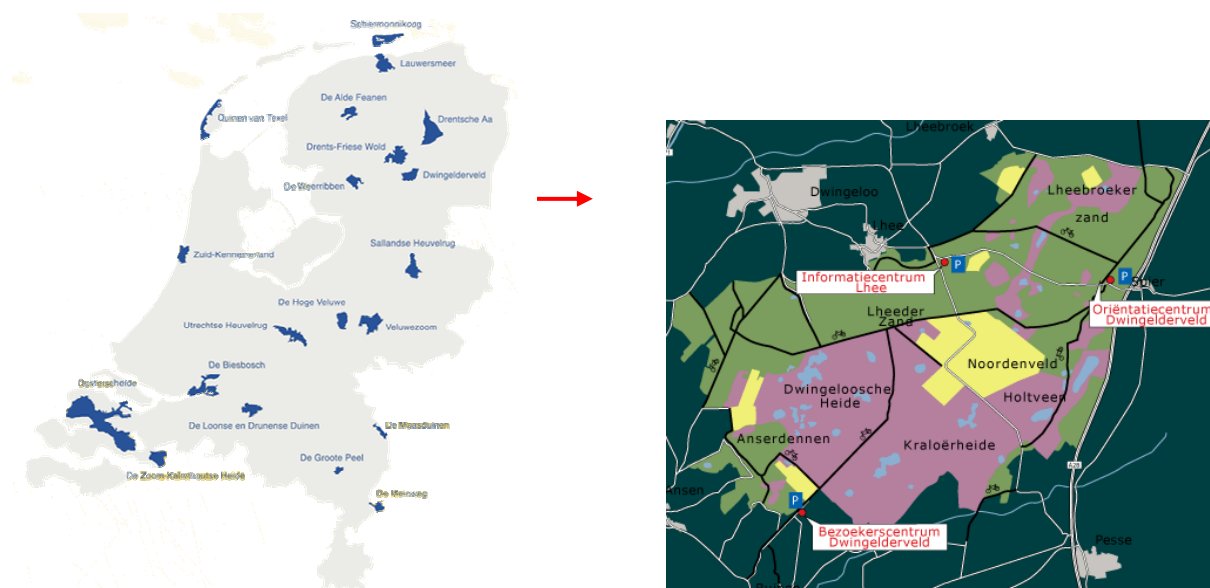 Schiermonnikoog
Lauwersmeer
De Alde Feanen
Duinen van Texel
Drentsche Aa
Drents-Friese Wold
Dwingelderveld
De Weerribben
Zuid-Kennemerland
Sallandse Heuvelrug
De Hoge Veluwe
Utrechtse Heuvelrug
Veluwezoom
De Biesbosch
Oosterschelde
De Loonse en Drunense Duinen
De Maasduinen
De Groote Peel
De Zoom-Kalmthoutse Heide
De Meinweg
Lheebroek
Dwingeloo
Lheebroeker
zand
Lhee
P
Informatiecentrum
Lhee
P
Spier
Oriëntatiecentrum
Dwingelderveld
Lheeder
Zand
Noordenveld
Dwingeloosche
Heide
Holtveen
Anserdennen
Kraloërheide
A28
Ansen
P
Bezoekerscentrum
Dwingelderveld
Pesse